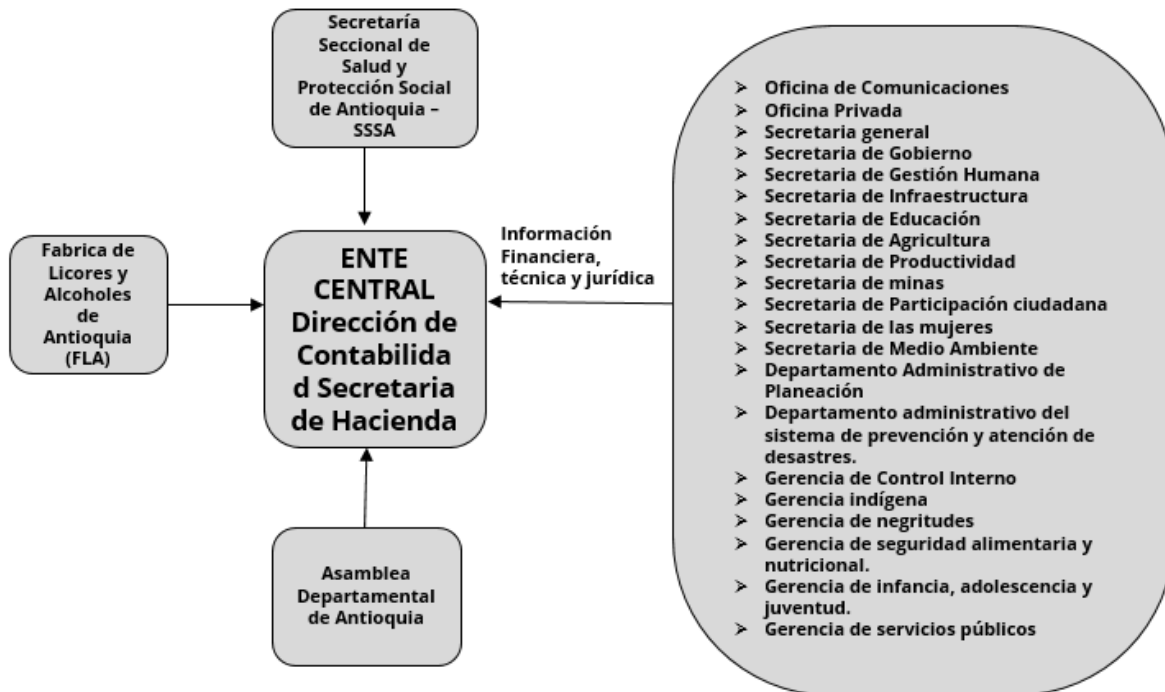 Secretaría
Seccional de
Salud y
Protección Social
de Antioquia –
SSSA
Fabrica de
Licores y
Alcoholes
de
Antioquia
(FLA)
ENTE
CENTRAL
Dirección de
Contabilida
d Secretaria
de Hacienda
Información
Financiera,
técnica y jurídica
Asamblea
Departamental
de Antioquia
➢ Oficina de Comunicaciones
➢ Oficina Privada
➢ Secretaria general
➢ Secretaria de Gobierno
➢ Secretaria de Gestión Humana
➢ Secretaria de Infraestructura
➢ Secretaria de Educación
➢ Secretaria de Agricultura
➢ Secretaria de Productividad
➢ Secretaria de minas
➢ Secretaria de Participación ciudadana
➢ Secretaria de las mujeres
➢ Secretaria de Medio Ambiente
➢ Departamento Administrativo de
Planeación
➢ Departamento administrativo del
sistema de prevención y atención de
desastres.
➢ Gerencia de Control Interno
➢ Gerencia indígena
➢ Gerencia de negritudes
➢ Gerencia de seguridad alimentaria y
nutricional.
➢ Gerencia de infancia, adolescencia y
juventud.
➢ Gerencia de servicios públicos